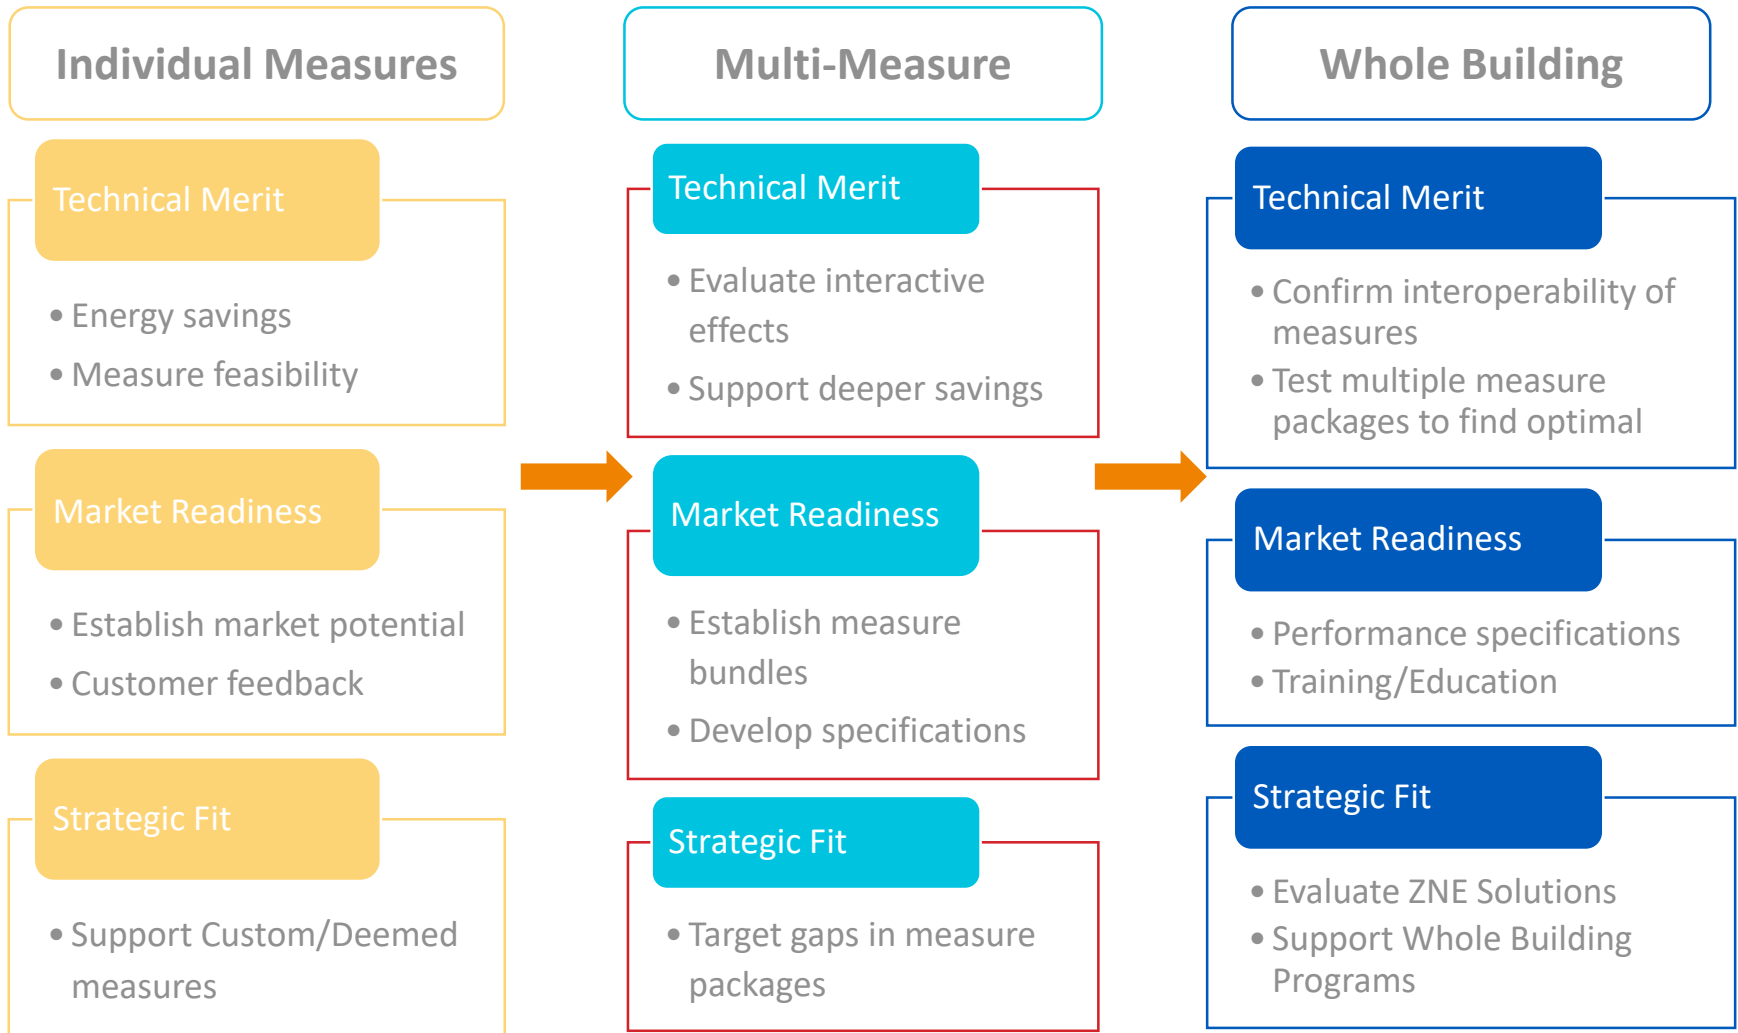 Individual Measures
Technical Merit
• Energy savings
• Measure feasibility
Market Readiness
• Establish market potential
• Customer feedback
Strategic Fit
• Support Custom/Deemed
measures
Multi-Measure
Technical Merit
• Evaluate interactive
effects
• Support deeper savings
Market Readiness
• Establish measure
bundles
• Develop specifications
Strategic Fit
• Target gaps in measure
packages
Whole Building
Technical Merit
• Confirm interoperability of
measures
• Test multiple measure
packages to find optimal
Market Readiness
• Performance specifications
• Training/Education
Strategic Fit
• Evaluate ZNE Solutions
• Support Whole Building
Programs